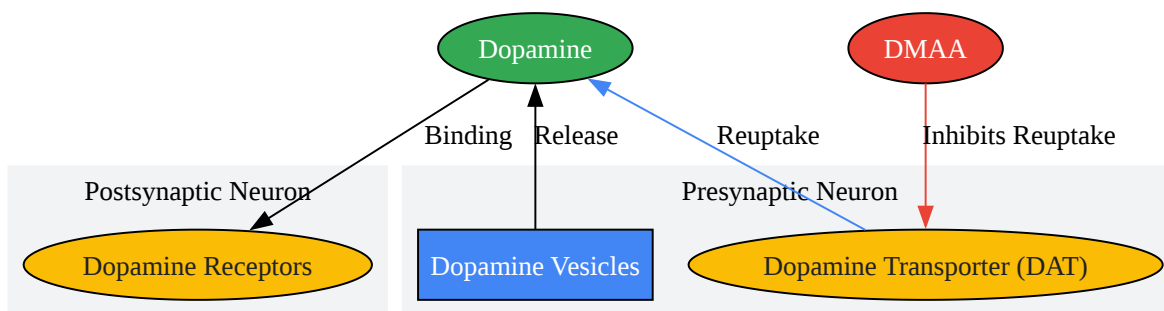 Dopamine
DMAA
Binding
Release
Reuptake
Inhibits Reuptake
Postsynaptic Neuron
Presynaptic Neuron
Dopamine Receptors
Dopamine Vesicles
Dopamine Transporter (DAT)